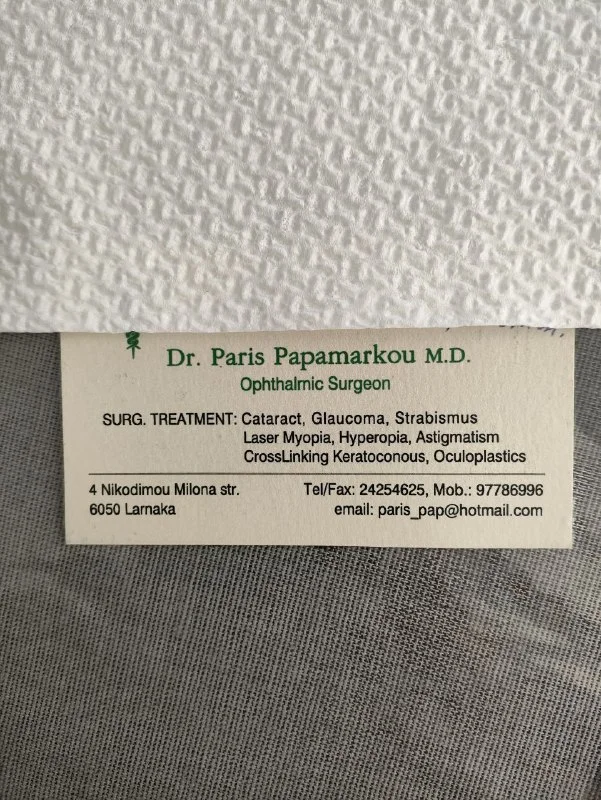 Dr. Paris Papamarkou M.D.
Ophthalmic Surgeon
SURG. TREATMENT: Cataract, Glaucoma, Strabismus
Laser Myopia, Hyperopia, Astigmatism
CrossLinking Keratoconous, Oculoplastics
4 Nikodimou Milona str.
6050 Larnaka
Tel/Fax: 24254625, Mob.: 97786996
email: paris_pap@hotmail.com